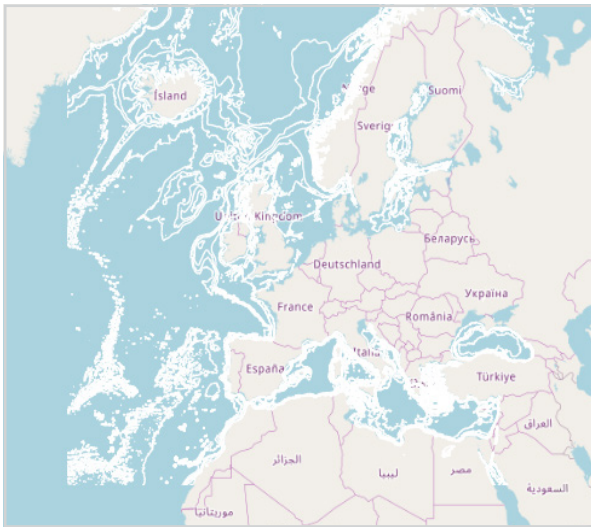 Ísland
Norge
Suomi
Sverige
United Kingdom
Беларусь
Deutschland
Україна
France
România
Italia
España
Türkiye
العراق
الجزائر
ليبيا
مصر
السعودية
موريتانيا